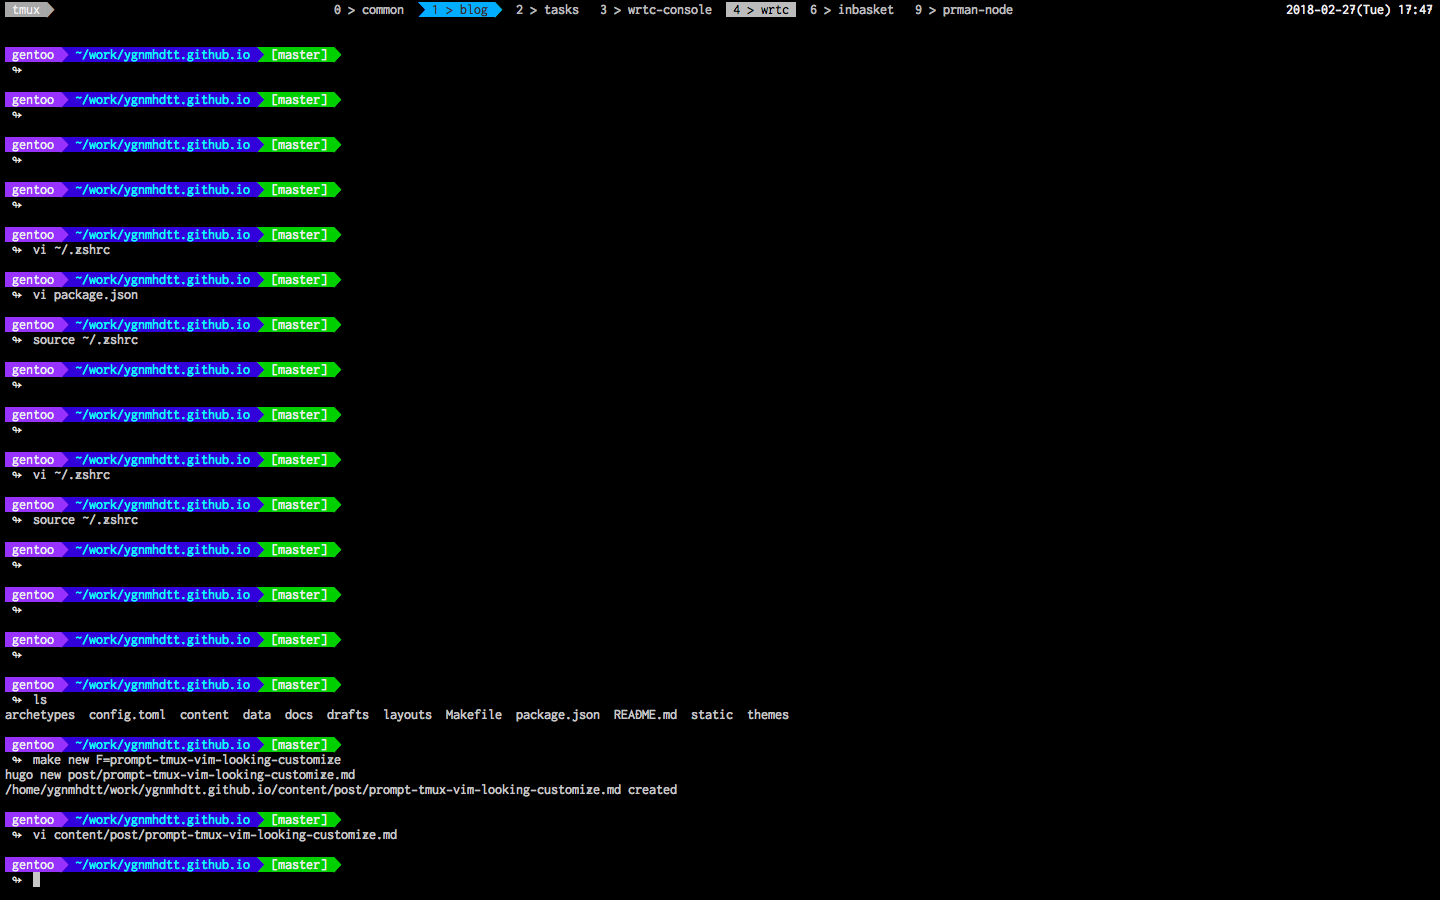 tmux 0 > common 1 > blog 2 > tasks 3 > wrtc-console 4 > wrtc 6 > inbasket 9 > prman-node 2018-02-27(Tue) 17:47
gentoo ~/work/ygnmhdtt.github.io [master]
↬
gentoo ~/work/ygnmhdtt.github.io [master]
↬
gentoo ~/work/ygnmhdtt.github.io [master]
↬
gentoo ~/work/ygnmhdtt.github.io [master]
↬
gentoo ~/work/ygnmhdtt.github.io [master]
↬ vi ~/.zshrc
gentoo ~/work/ygnmhdtt.github.io [master]
↬ vi package.json
gentoo ~/work/ygnmhdtt.github.io [master]
↬ source ~/.zshrc
gentoo ~/work/ygnmhdtt.github.io [master]
↬
gentoo ~/work/ygnmhdtt.github.io [master]
↬
gentoo ~/work/ygnmhdtt.github.io [master]
↬ vi ~/.zshrc
gentoo ~/work/ygnmhdtt.github.io [master]
↬ source ~/.zshrc
gentoo ~/work/ygnmhdtt.github.io [master]
↬
gentoo ~/work/ygnmhdtt.github.io [master]
↬
gentoo ~/work/ygnmhdtt.github.io [master]
↬
gentoo ~/work/ygnmhdtt.github.io [master]
↬ ls
archetypes config.toml content data docs drafts layouts Makefile package.json README.md static themes
gentoo ~/work/ygnmhdtt.github.io [master]
↬ make new F=prompt-tmux-vim-looking-customize
hugo new post/prompt-tmux-vim-looking-customize.md
/home/ygnmhdtt/work/ygnmhdtt.github.io/content/post/prompt-tmux-vim-looking-customize.md created
gentoo ~/work/ygnmhdtt.github.io [master]
↬ vi content/post/prompt-tmux-vim-looking-customize.md
gentoo ~/work/ygnmhdtt.github.io [master]
↬